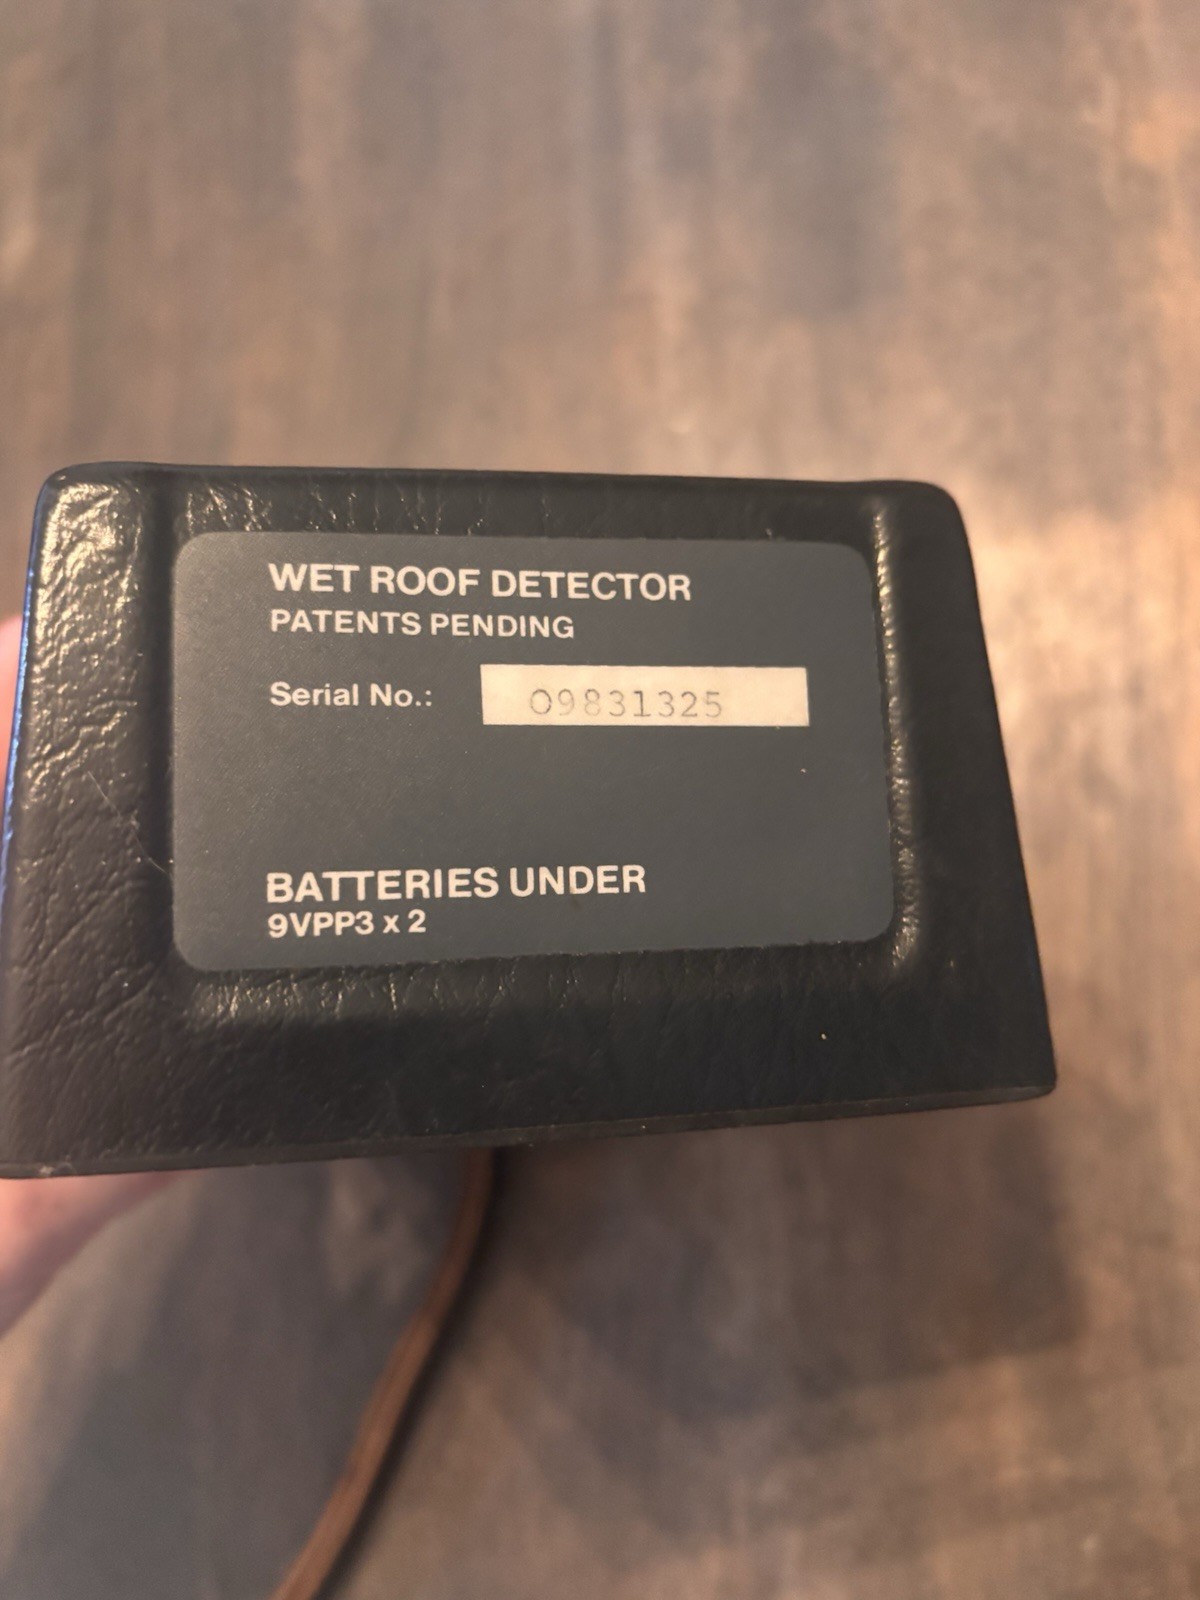 WET ROOF DETECTOR
PATENTS PENDING
Serial No.: 09831325
BATTERIES UNDER
9VPP3 x 2